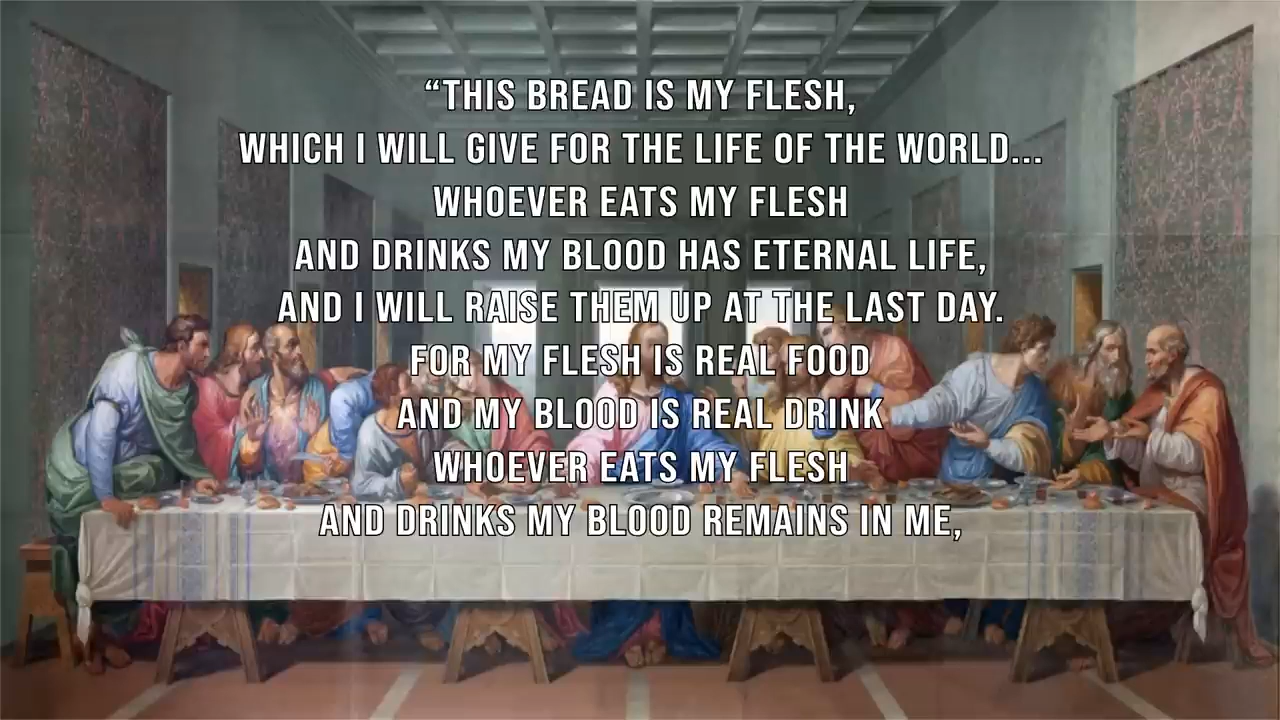 “THIS BREAD IS MY FLESH,
WHICH I WILL GIVE FOR THE LIFE OF THE WORLD...
WHOEVER EATS MY FLESH
AND DRINKS MY BLOOD HAS ETERNAL LIFE,
AND I WILL RAISE THEM UP AT THE LAST DAY.
FOR MY FLESH IS REAL FOOD
AND MY BLOOD IS REAL DRINK
WHOEVER EATS MY FLESH
AND DRINKS MY BLOOD REMAINS IN ME,